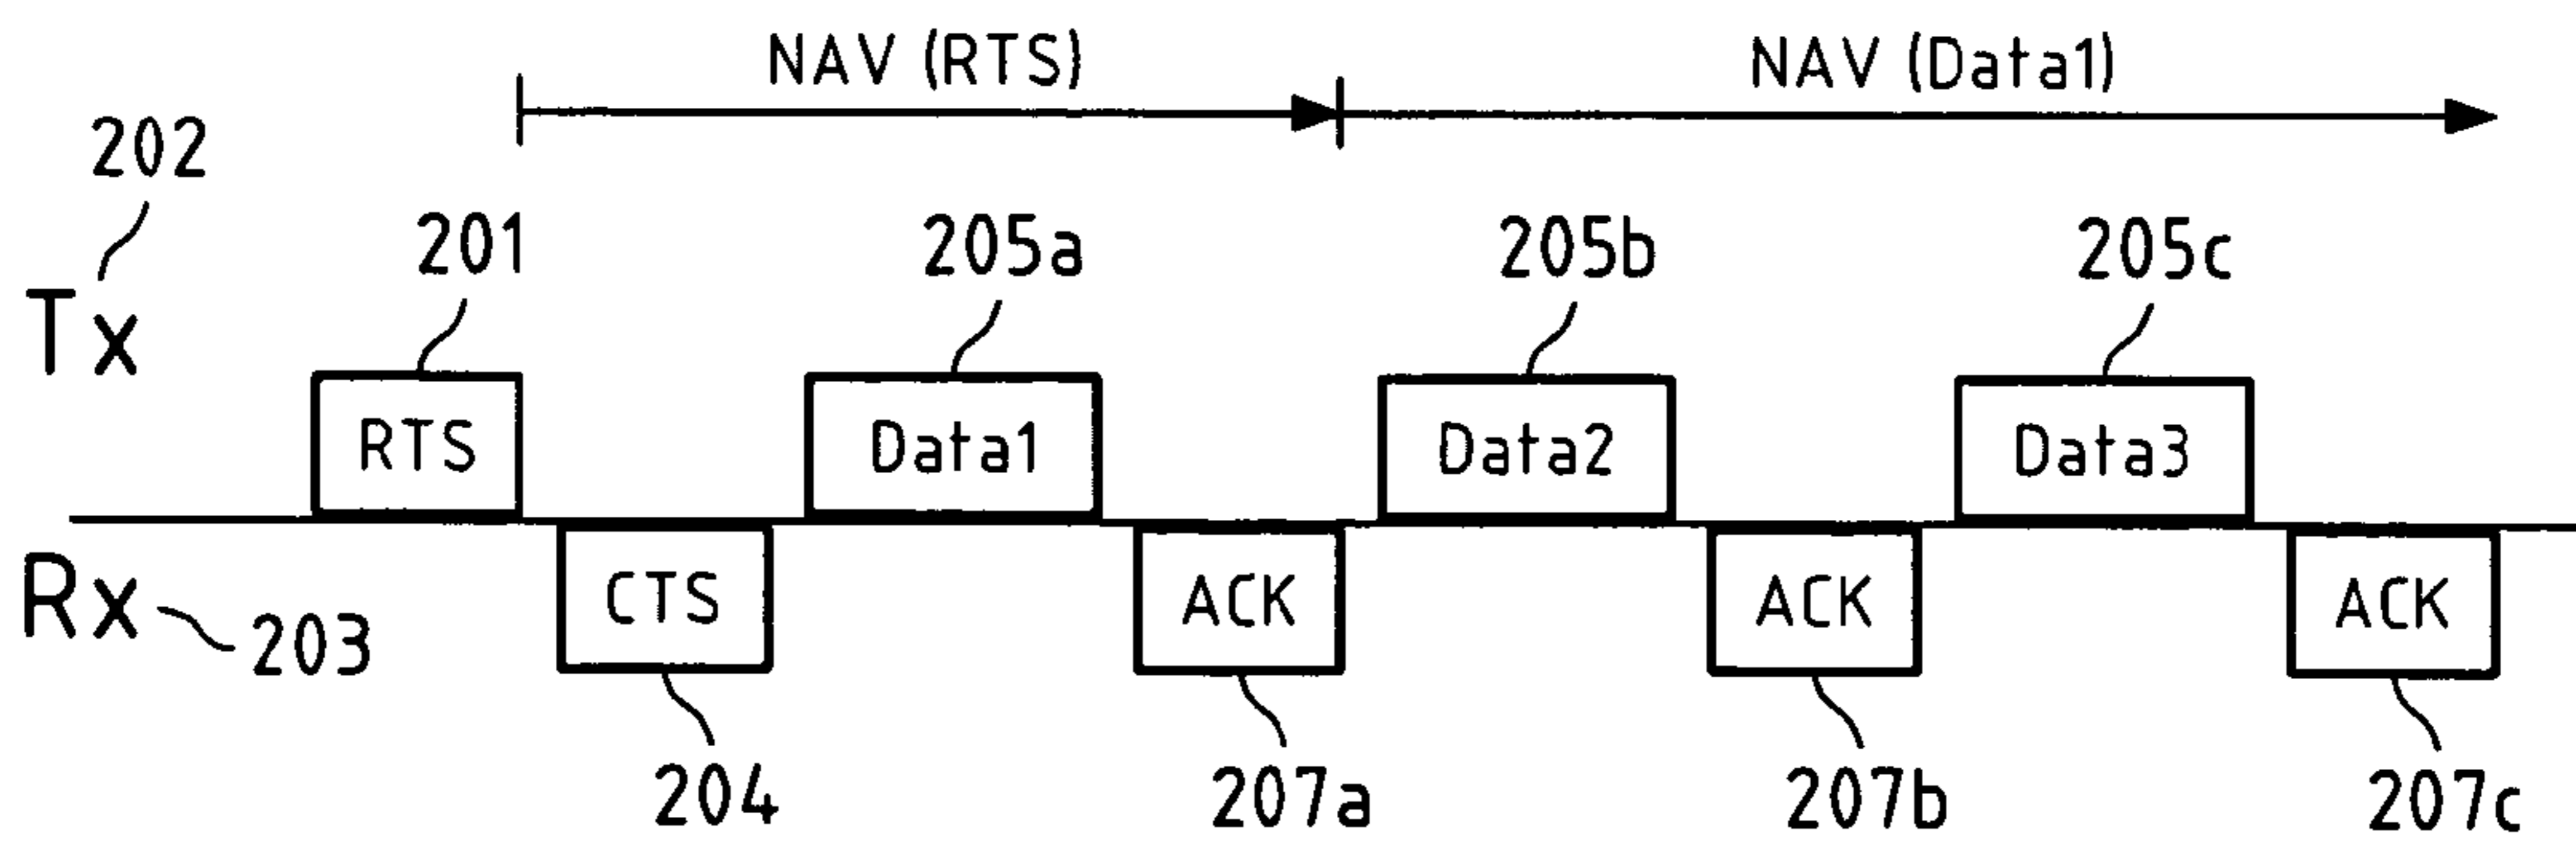 NAV (RTS) NAV (Data1)
202
201 205a 205b 205c
Tx
RTS Data1 Data2 Data3
Rx CTS ACK ACK ACK
203
204 207a 207b 207c